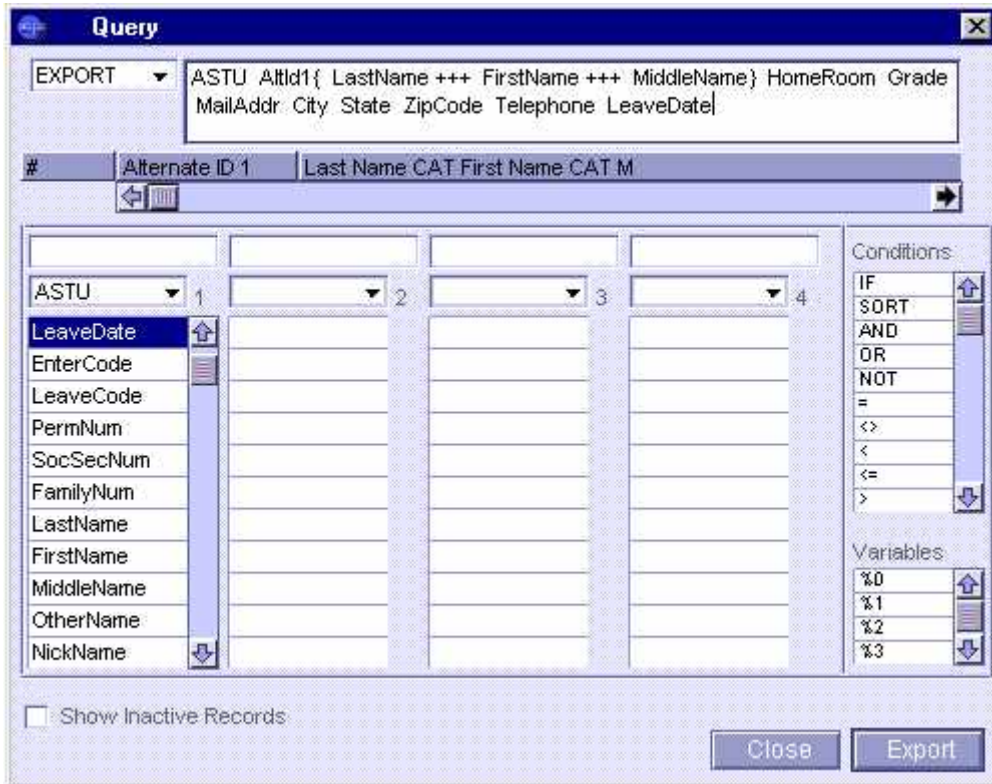 Query
EXPORT
ASTU AltId1{ LastName +++ FirstName +++ MiddleName} HomeRoom Grade
MailAddr City State ZipCode Telephone LeaveDate
# Alternate ID 1 Last Name CAT First Name CAT M
ASTU 1 2 3 4
LeaveDate
EnterCode
LeaveCode
PermNum
SocSecNum
FamilyNum
LastName
FirstName
MiddleName
OtherName
NickName
Conditions
IF
SORT
AND
OR
NOT
=
<>
<
<=
>
Variables
%0
%1
%2
%3
Show Inactive Records
Close Export